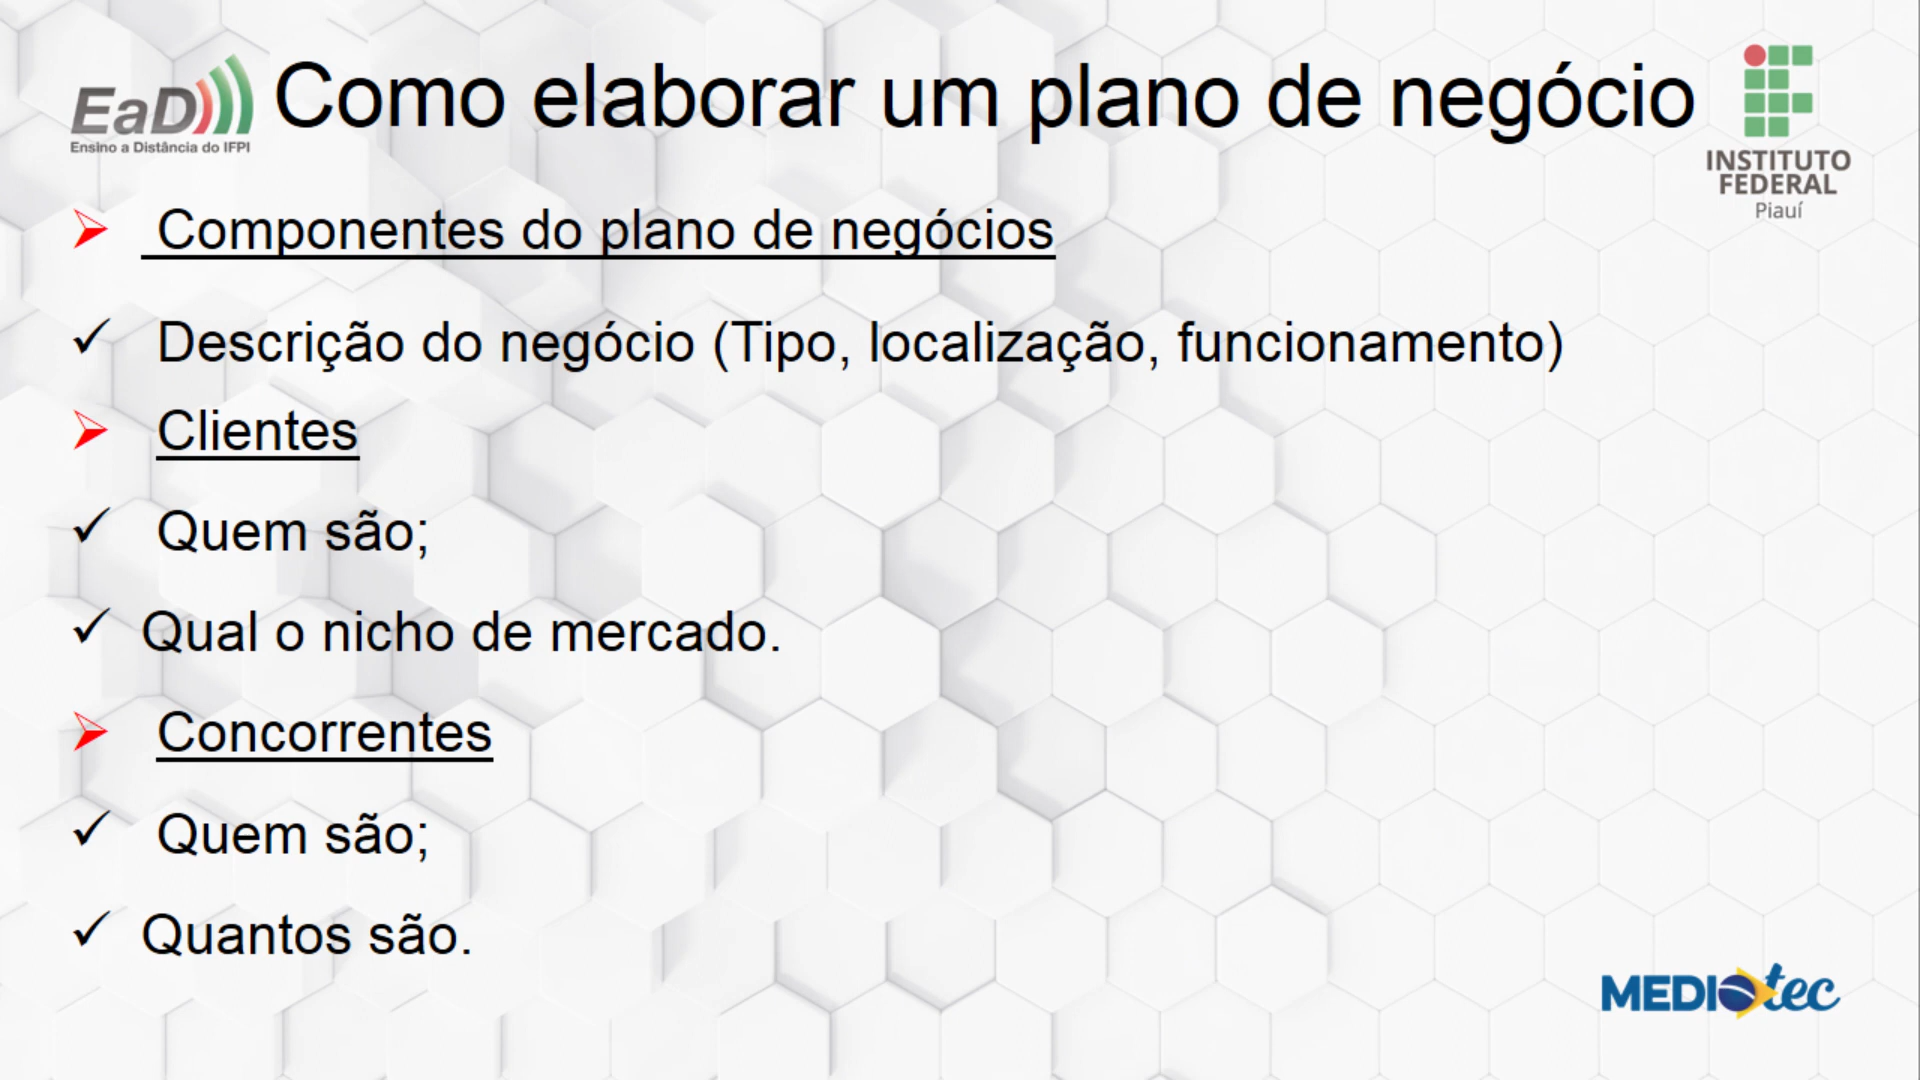 EaD
Ensino a Distância do IFPI
Como elaborar um plano de negócio
INSTITUTO
FEDERAL
Piauí
Componentes do plano de negócios
Descrição do negócio (Tipo, localização, funcionamento)
Clientes
Quem são;
Qual o nicho de mercado.
Concorrentes
Quem são;
Quantos são.
MEDIOtec